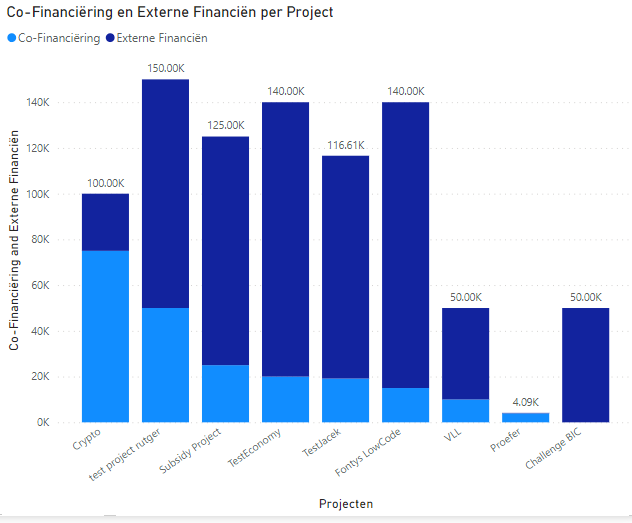 Co-Financiëring en Externe Financiën per Project
Co-Financiëring Externe Financiën
Co-Financiëring and Externe Financiën
140K
120K
100K
80K
60K
40K
20K
0K
100.00K
150.00K
125.00K
140.00K
116.61K
140.00K
50.00K
4.09K
50.00K
Crypto
test project rutger
Subsidy Project
TestEconomy
TestJacek
Fontys LowCode
VLL
Proefer
Challenge BIC
Projecten